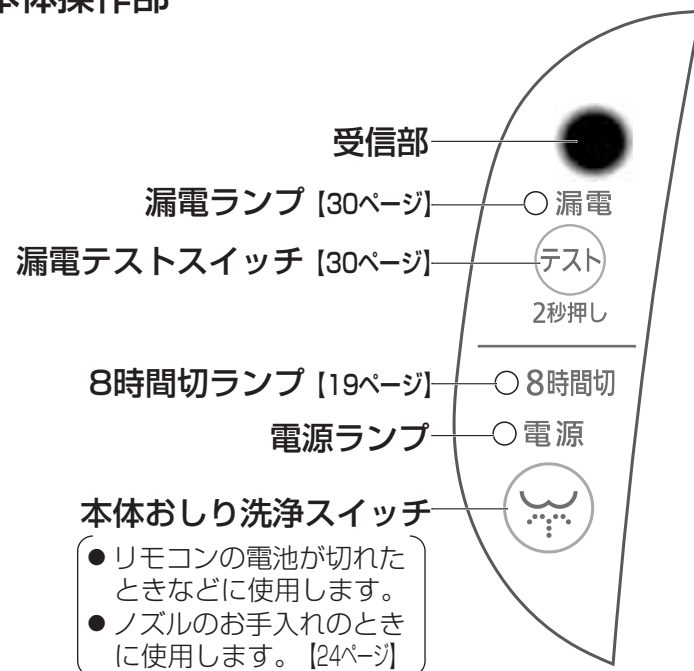 本体操作部
受信部
漏電ランプ【30ページ】
漏電
漏電テストスイッチ【30ページ】
テスト
2秒押し
8時間切ランプ【19ページ】
8時間切
電源ランプ
電源
本体おしり洗浄スイッチ
●リモコンの電池が切れた
ときなどに使用します。
●ノズルのお手入れのとき
に使用します。【24ページ】